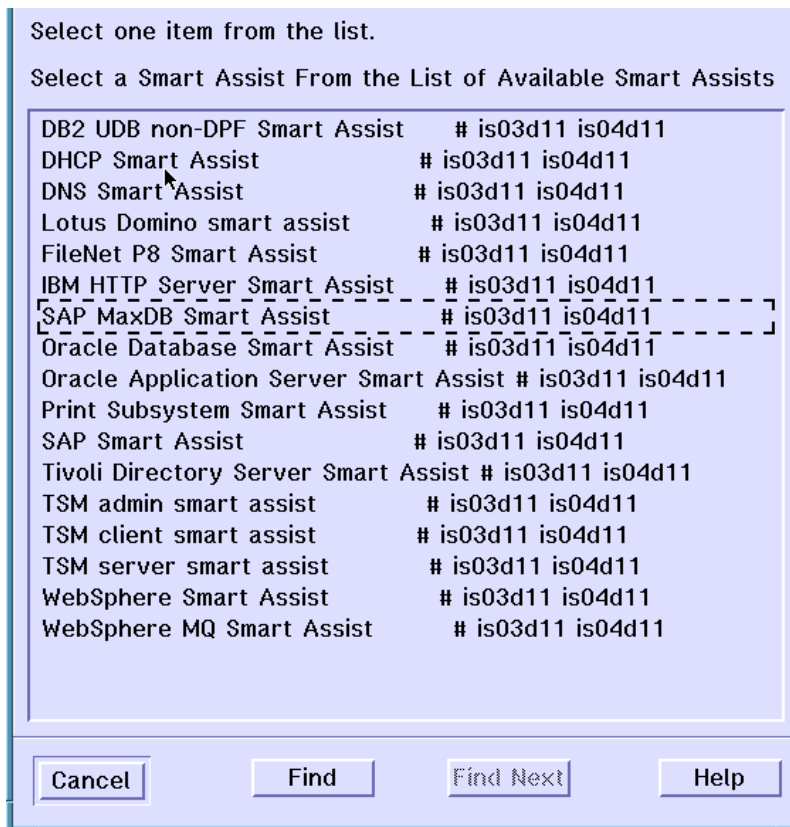 Select one item from the list.
Select a Smart Assist From the List of Available Smart Assists
DB2 UDB non-DPF Smart Assist # is03d11 is04d11
DHCP Smart Assist # is03d11 is04d11
DNS Smart Assist # is03d11 is04d11
Lotus Domino smart assist # is03d11 is04d11
FileNet P8 Smart Assist # is03d11 is04d11
IBM HTTP Server Smart Assist # is03d11 is04d11
SAP MaxDB Smart Assist # is03d11 is04d11
Oracle Database Smart Assist # is03d11 is04d11
Oracle Application Server Smart Assist # is03d11 is04d11
Print Subsystem Smart Assist # is03d11 is04d11
SAP Smart Assist # is03d11 is04d11
Tivoli Directory Server Smart Assist # is03d11 is04d11
TSM admin smart assist # is03d11 is04d11
TSM client smart assist # is03d11 is04d11
TSM server smart assist # is03d11 is04d11
WebSphere Smart Assist # is03d11 is04d11
WebSphere MQ Smart Assist # is03d11 is04d11
Cancel Find Find Next Help